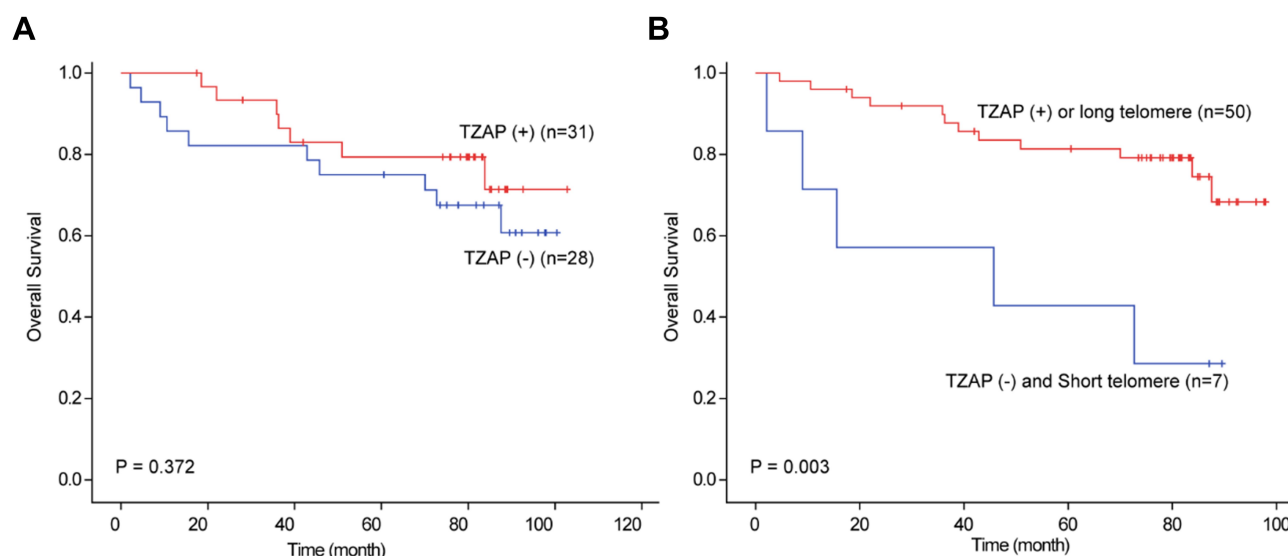 A
B
1.0
0.8
0.6
0.4
0.2
0.0
Overall Survival
TZAP (+) (n=31)
TZAP (-) (n=28)
P = 0.372
0 20 40 60 80 100 120
Time (month)
1.0
0.8
0.6
0.4
0.2
0.0
Overall Survival
TZAP (+) or long telomere (n=50)
TZAP (-) and Short telomere (n=7)
P = 0.003
0 20 40 60 80 100
Time (month)